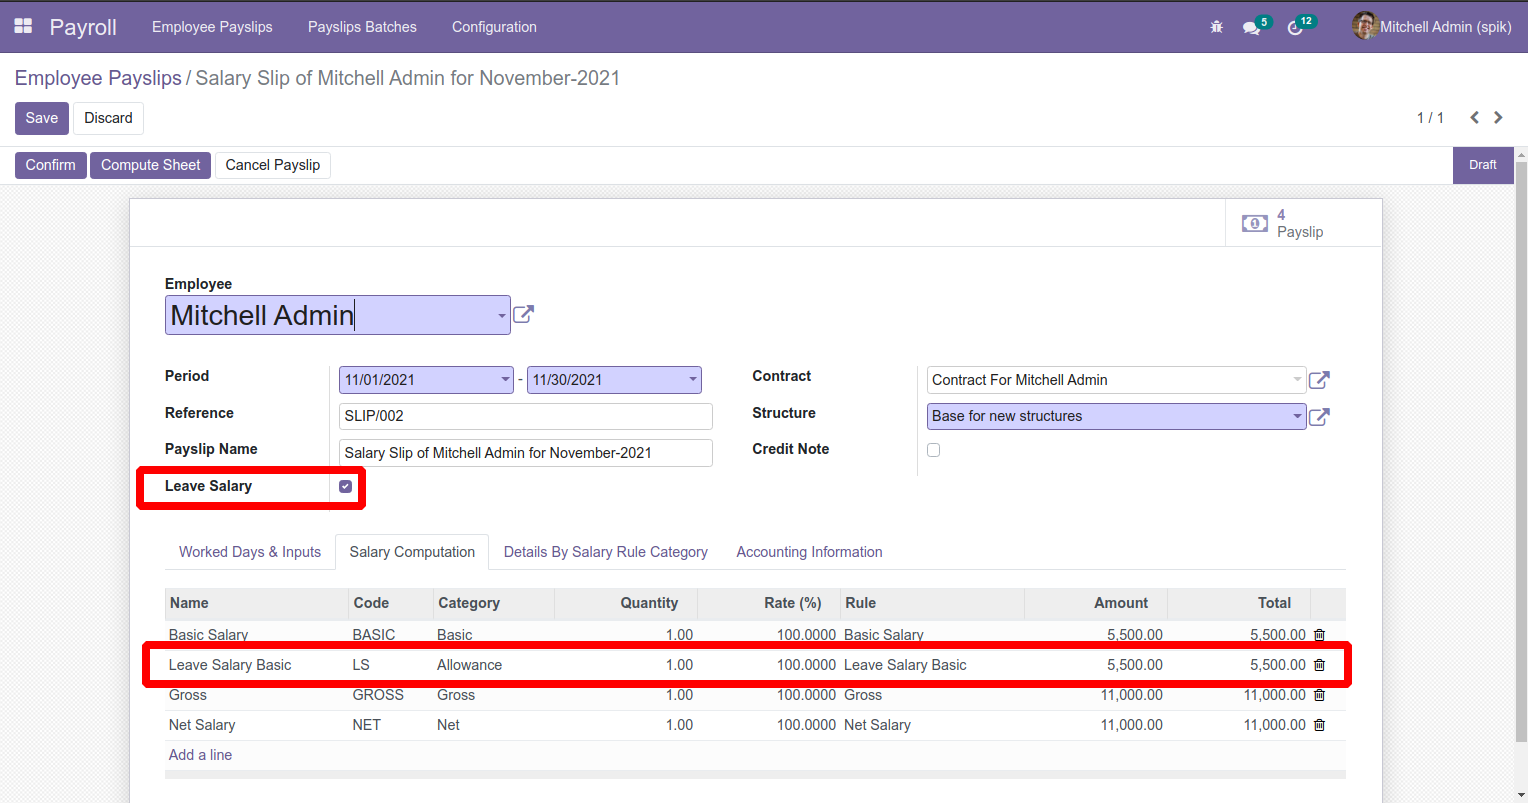 Payroll Employee Payslips Payslips Batches Configuration 5 12 Mitchell Admin (spik)
Employee Payslips / Salary Slip of Mitchell Admin for November-2021
Save Discard 1 / 1
Confirm Compute Sheet Cancel Payslip Draft
4
Payslip
Employee
Mitchell Admin
Period 11/01/2021 - 11/30/2021 Contract Contract For Mitchell Admin
Reference SLIP/002 Structure Base for new structures
Payslip Name Salary Slip of Mitchell Admin for November-2021 Credit Note
Leave Salary
Worked Days & Inputs Salary Computation Details By Salary Rule Category Accounting Information
Name Code Category Quantity Rate (%) Rule Amount Total
Basic Salary BASIC Basic 1.00 100.0000 Basic Salary 5,500.00 5,500.00
Leave Salary Basic LS Allowance 1.00 100.0000 Leave Salary Basic 5,500.00 5,500.00
Gross GROSS Gross 1.00 100.0000 Gross 11,000.00 11,000.00
Net Salary NET Net 1.00 100.0000 Net Salary 11,000.00 11,000.00
Add a line